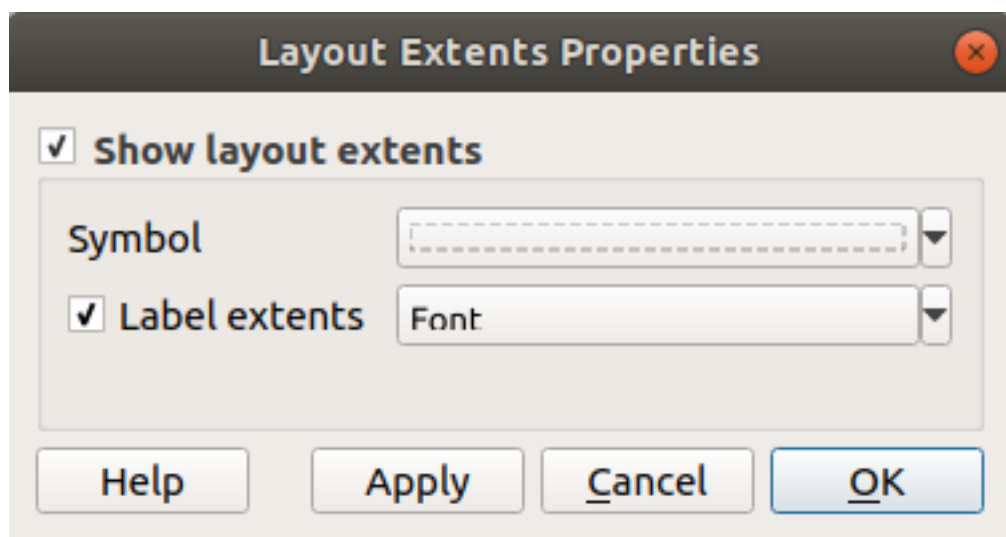 Layout Extents Properties
Show layout extents
Symbol
Label extents Font
Help Apply Cancel OK